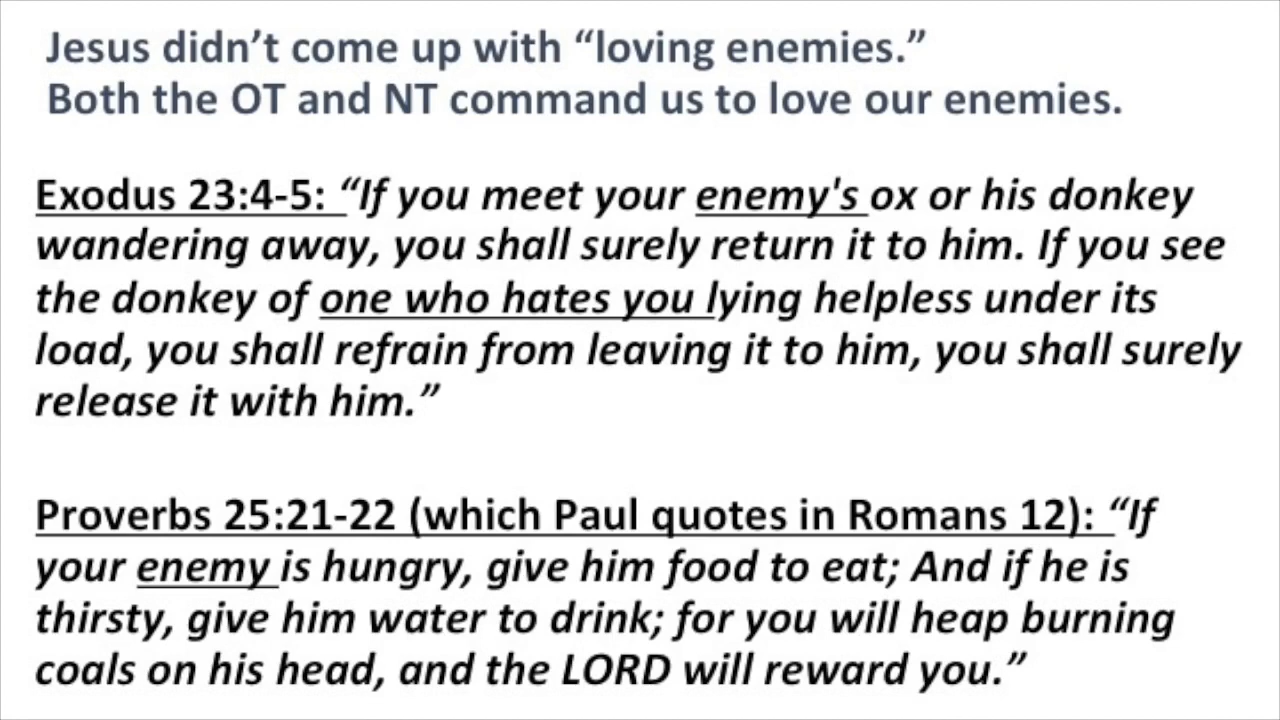 Jesus didn’t come up with “loving enemies.”
Both the OT and NT command us to love our enemies.
Exodus 23:4-5: “If you meet your enemy's ox or his donkey
wandering away, you shall surely return it to him. If you see
the donkey of one who hates you lying helpless under its
load, you shall refrain from leaving it to him, you shall surely
release it with him.”
Proverbs 25:21-22 (which Paul quotes in Romans 12): “If
your enemy is hungry, give him food to eat; And if he is
thirsty, give him water to drink; for you will heap burning
coals on his head, and the LORD will reward you.”